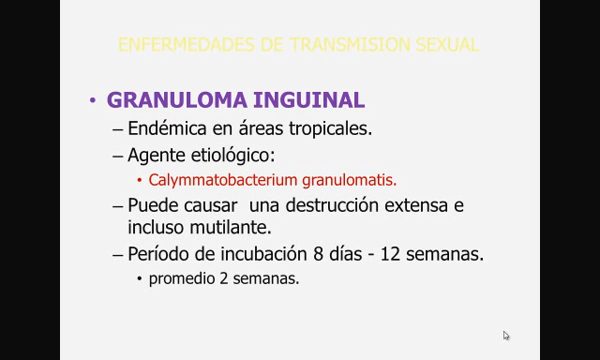 ENFERMEDADES DE TRANSMISION SEXUAL
• GRANULOMA INGUINAL
– Endémica en áreas tropicales.
– Agente etiológico:
• Calymmatobacterium granulomatis.
– Puede causar una destrucción extensa e
incluso mutilante.
– Período de incubación 8 días - 12 semanas.
• promedio 2 semanas.